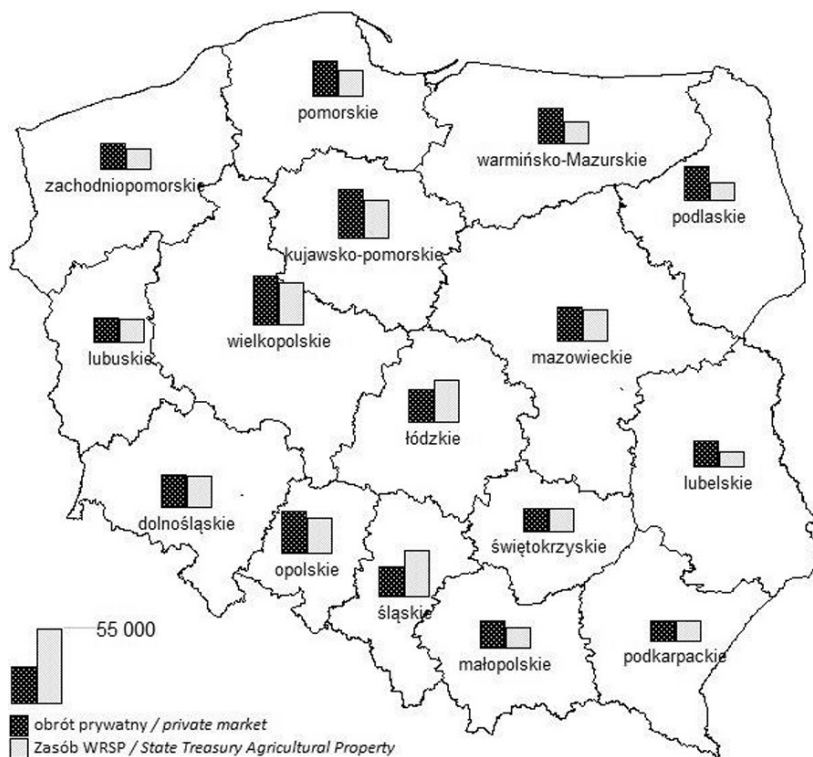 pomorskie
warmińsko-Mazurskie
zachodniopomorskie
podlaskie
kujawsko-pomorskie
wielkopolskie
mazowieckie
lubuskie
łódzkie
lubelskie
dolnośląskie
świętokrzyskie
opolskie
śląskie
małopolskie
podkarpackie
55 000
obrót prywatny / private market
Zasób WRSP / State Treasury Agricultural Property